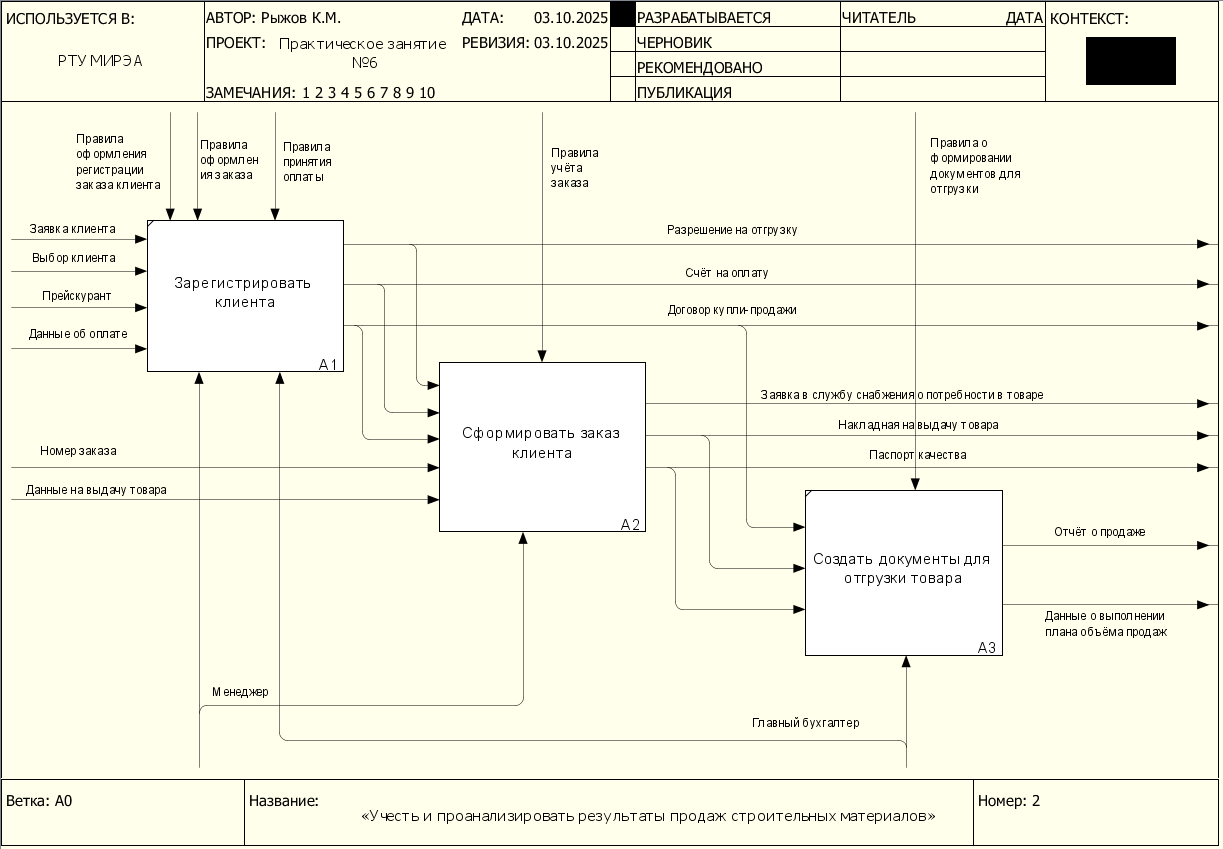 ИСПОЛЬЗУЕТСЯ В:
РТУ МИРЭА
АВТОР: Рыжов К.М.
ДАТА: 03.10.2025
ПРОЕКТ: Практическое занятие
№6
РЕВИЗИЯ: 03.10.2025
ЗАМЕЧАНИЯ: 1 2 3 4 5 6 7 8 9 10
РАЗРАБАТЫВАЕТСЯ
ЧЕРНОВИК
РЕКОМЕНДОВАНО
ПУБЛИКАЦИЯ
ЧИТАТЕЛЬ
ДАТА
КОНТЕКСТ:
Правила
оформления
регистрации
заказа клиента
Правила
оформлен
ия заказа
Правила
принятия
оплаты
Правила
учёта
заказа
Правила о
формировании
документов для
отгрузки
Заявка клиента
Выбор клиента
Прейскурант
Данные об оплате
Зарегистрировать
клиента
A1
Разрешение на отгрузку
Счёт на оплату
Договор купли-продажи
Номер заказа
Данные на выдачу товара
Сформировать заказ
клиента
A2
Заявка в службу снабжения о потребности в товаре
Накладная на выдачу товара
Паспорт качества
Создать документы для
отгрузки товара
A3
Отчёт о продаже
Данные о выполнении
плана объёма продаж
Менеджер
Главный бухгалтер
Ветка: A0
Название:
«Учесть и проанализировать результаты продаж строительных материалов»
Номер: 2